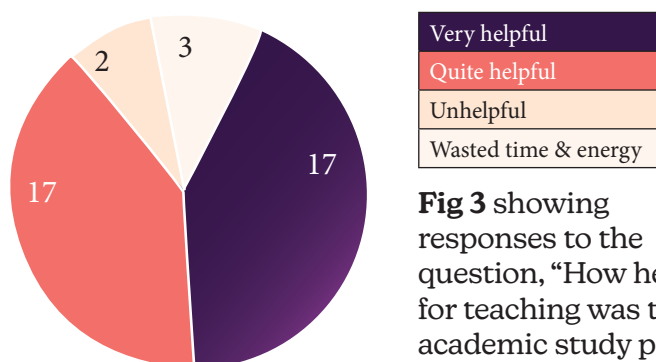 2
3
17
17
Very helpful
Quite helpful
Unhelpful
Wasted time & energy
Fig 3 showing
responses to the
question, “How
for teaching was
academic study